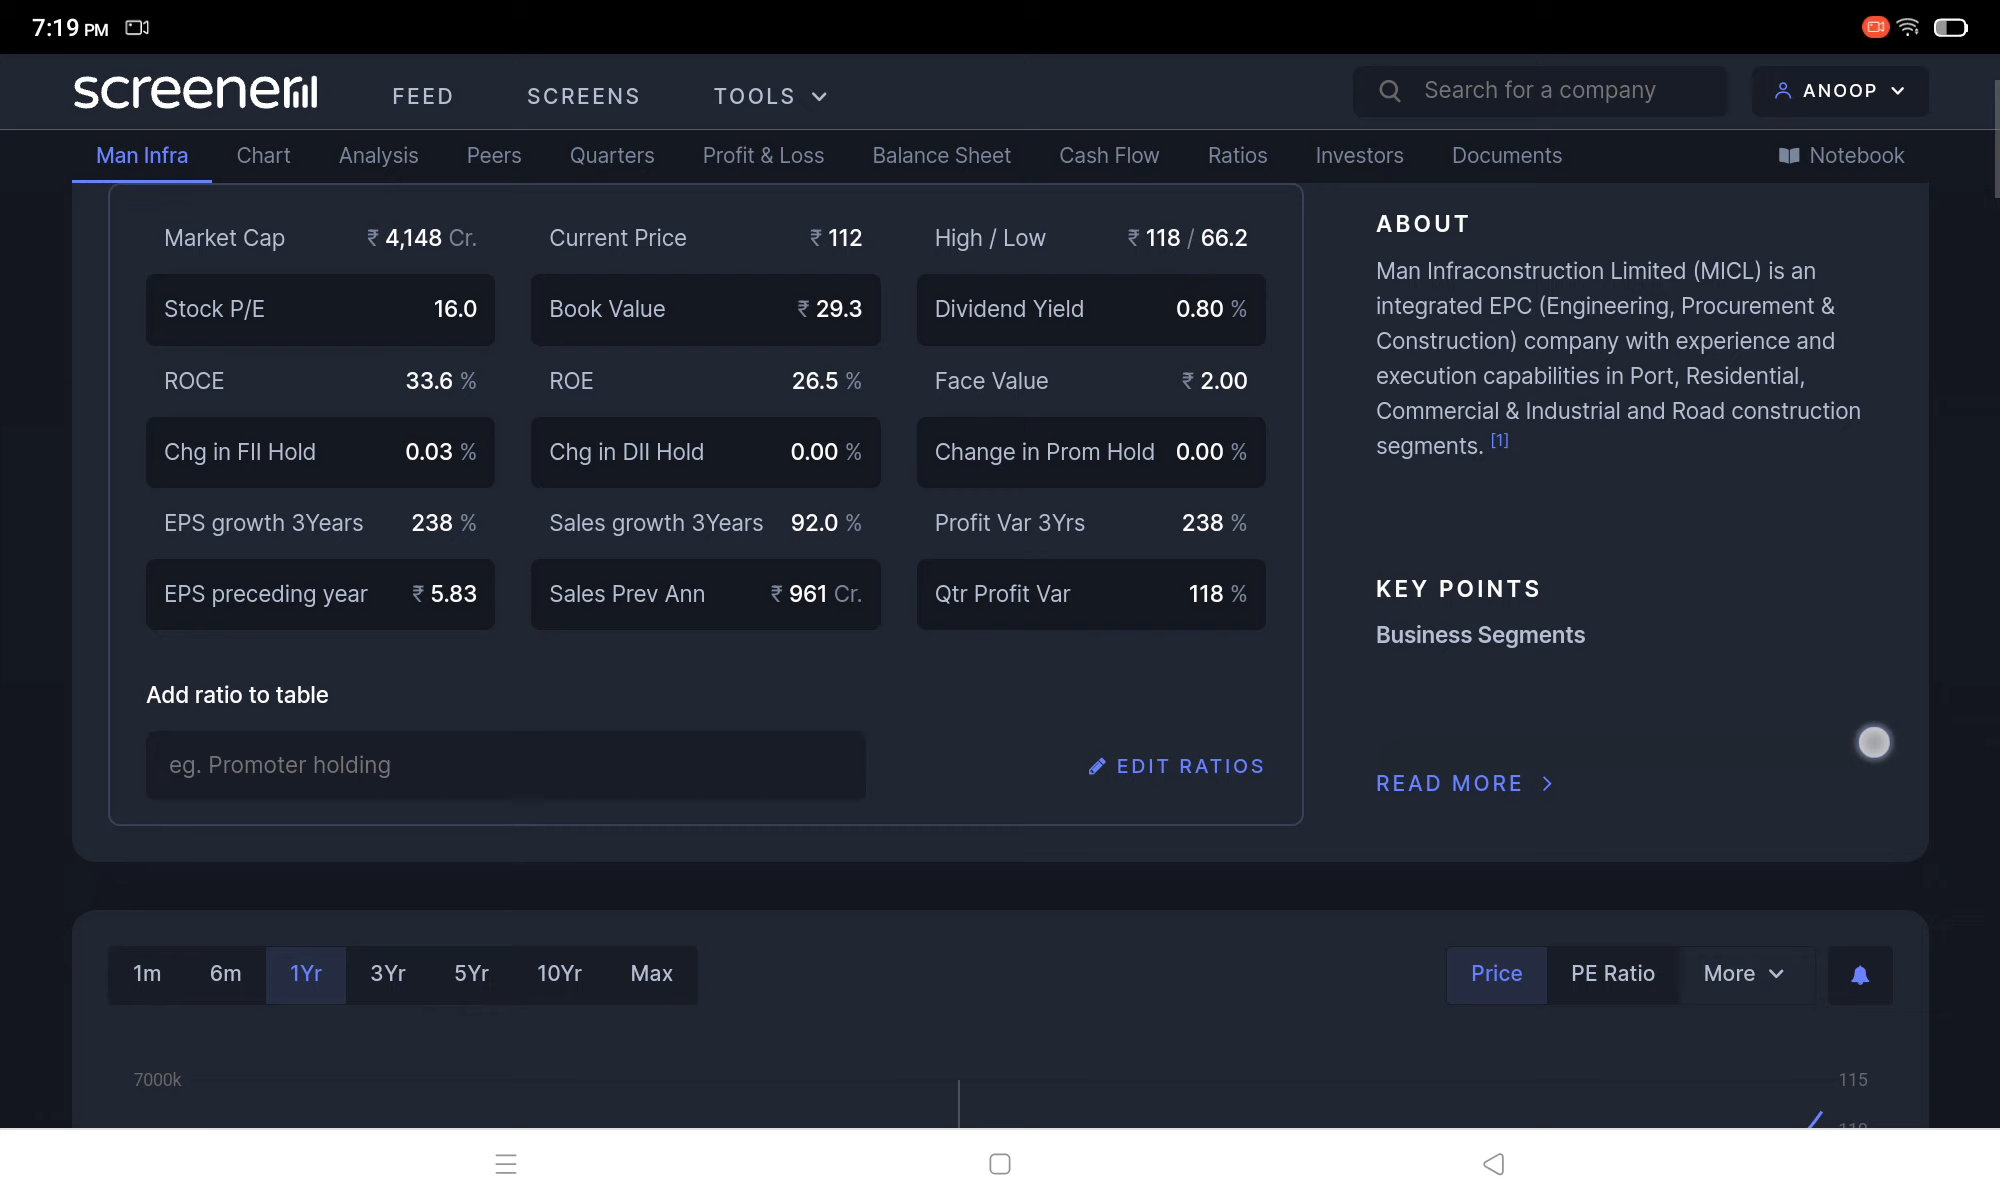 7:19 PM
screener
FEED
SCREENS
TOOLS
Search for a company
ANOOP
Man Infra
Chart
Analysis
Peers
Quarters
Profit & Loss
Balance Sheet
Cash Flow
Ratios
Investors
Documents
Notebook
Market Cap ₹ 4,148 Cr.
Current Price ₹ 112
High / Low ₹ 118 / 66.2
Stock P/E 16.0
Book Value ₹ 29.3
Dividend Yield 0.80 %
ROCE 33.6 %
ROE 26.5 %
Face Value ₹ 2.00
Chg in FII Hold 0.03 %
Chg in DII Hold 0.00 %
Change in Prom Hold 0.00 %
EPS growth 3Years 238 %
Sales growth 3Years 92.0 %
Profit Var 3Yrs 238 %
EPS preceding year ₹ 5.83
Sales Prev Ann ₹ 961 Cr.
Qtr Profit Var 118 %
Add ratio to table
eg. Promoter holding
EDIT RATIOS
ABOUT
Man Infraconstruction Limited (MICL) is an
integrated EPC (Engineering, Procurement &
Construction) company with experience and
execution capabilities in Port, Residential,
Commercial & Industrial and Road construction
segments. [1]
KEY POINTS
Business Segments
READ MORE
1m
6m
1Yr
3Yr
5Yr
10Yr
Max
Price
PE Ratio
More
7000k
115